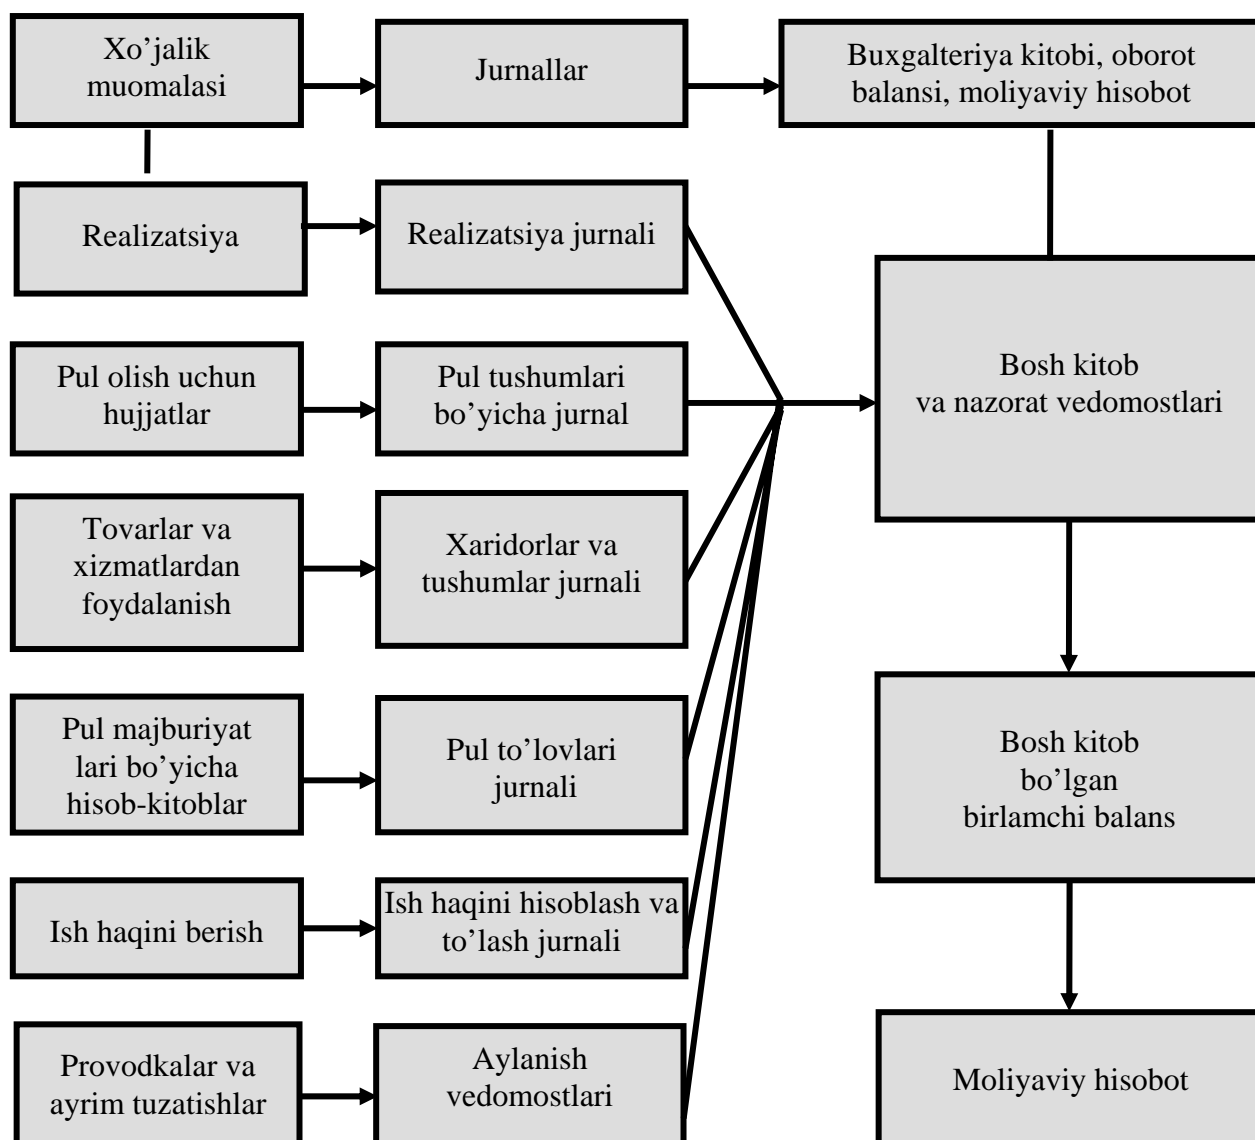 Xo’jalik
muomalasi
Jurnallar
Buxgalteriya kitobi, oborot
balansi, moliyaviy hisobot
Realizatsiya
Realizatsiya jurnali
Pul olish uchun
hujjatlar
Pul tushumlari
bo’yicha jurnal
Bosh kitob
va nazorat vedomostlari
Tovarlar va
xizmatlardan
foydalanish
Xaridorlar va
tushumlar jurnali
Pul majburiyat
lari bo’yicha
hisob-kitoblar
Pul to’lovlari
jurnali
Bosh kitob
bo’lgan
birlamchi balans
Ish haqini berish
Ish haqini hisoblash va
to’lash jurnali
Provodkalar va
ayrim tuzatishlar
Aylanish
vedomostlari
Moliyaviy hisobot